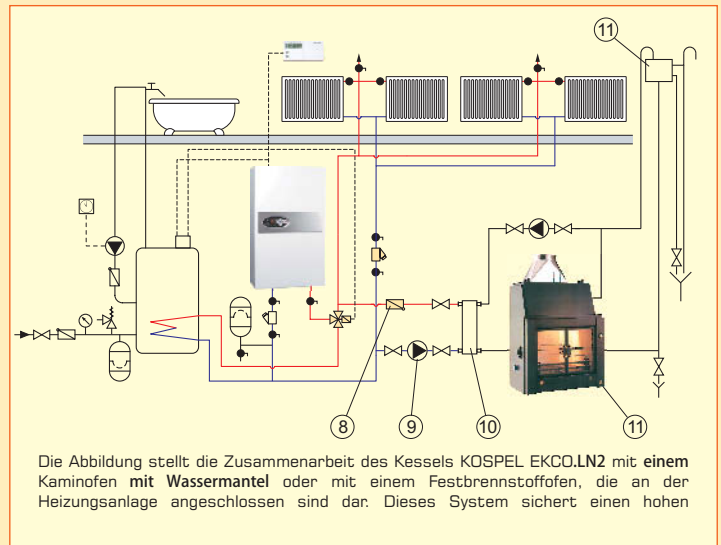 11
8
9
10
11
Die Abbildung stellt die Zusammenarbeit des Kessels KOSPEL EKCO.LN2 mit einem
Kaminofen mit Wassermantel oder mit einem Festbrennstoffofen, die an der
Heizungsanlage angeschlossen sind dar. Dieses System sichert einen hohen